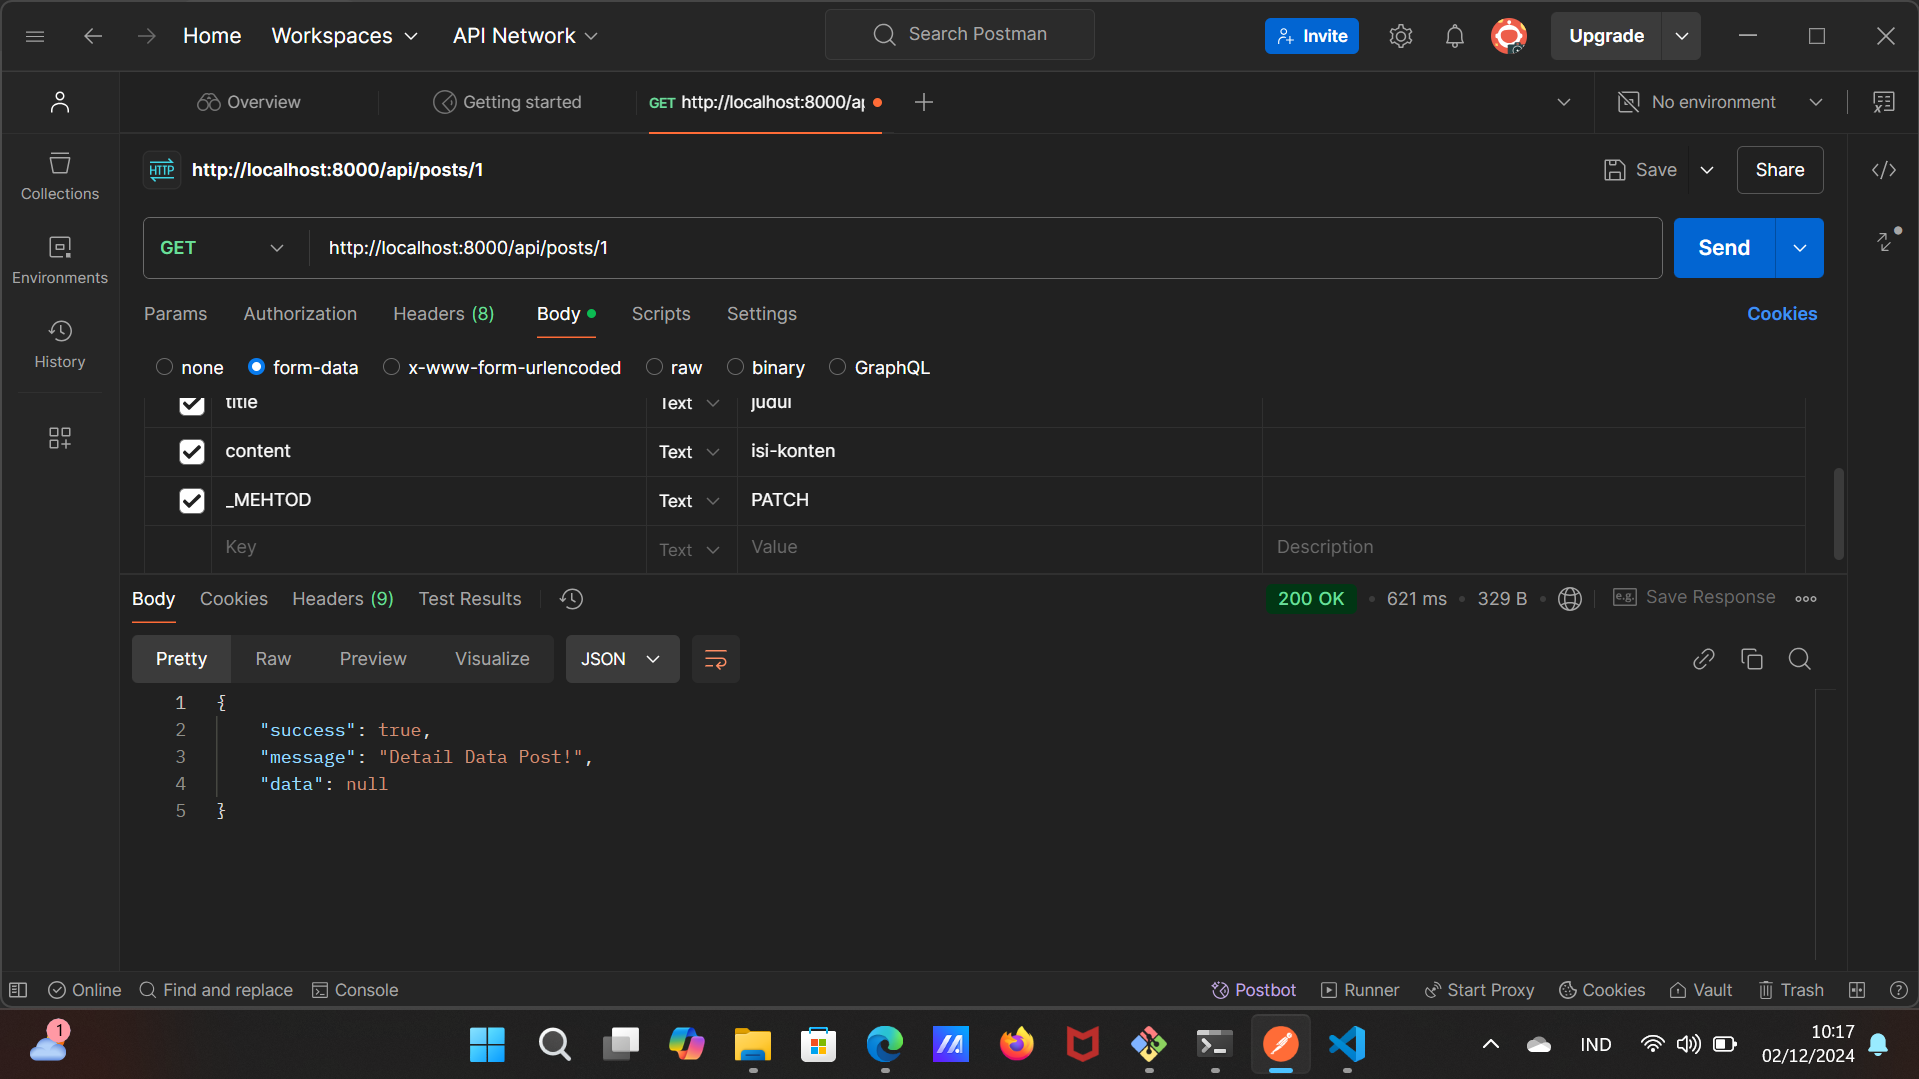 Home Workspaces API Network Search Postman Invite Upgrade
Overview Getting started GET http://localhost:8000/ap No environment
HTTP http://localhost:8000/api/posts/1 Save Share
Collections
GET http://localhost:8000/api/posts/1 Send
Environments
Params Authorization Headers (8) Body Scripts Settings Cookies
History
none form-data x-www-form-urlencoded raw binary GraphQL
title Text judul
content Text isi-konten
_MEHTOD Text PATCH
Key Text Value Description
Body Cookies Headers (9) Test Results 200 OK 621 ms 329 B e.g. Save Response
Pretty Raw Preview Visualize JSON
1 {
2 "success": true,
3 "message": "Detail Data Post!",
4 "data": null
5 }
Online Find and replace Console Postbot Runner Start Proxy Cookies Vault Trash
1 IND 10:17
02/12/2024